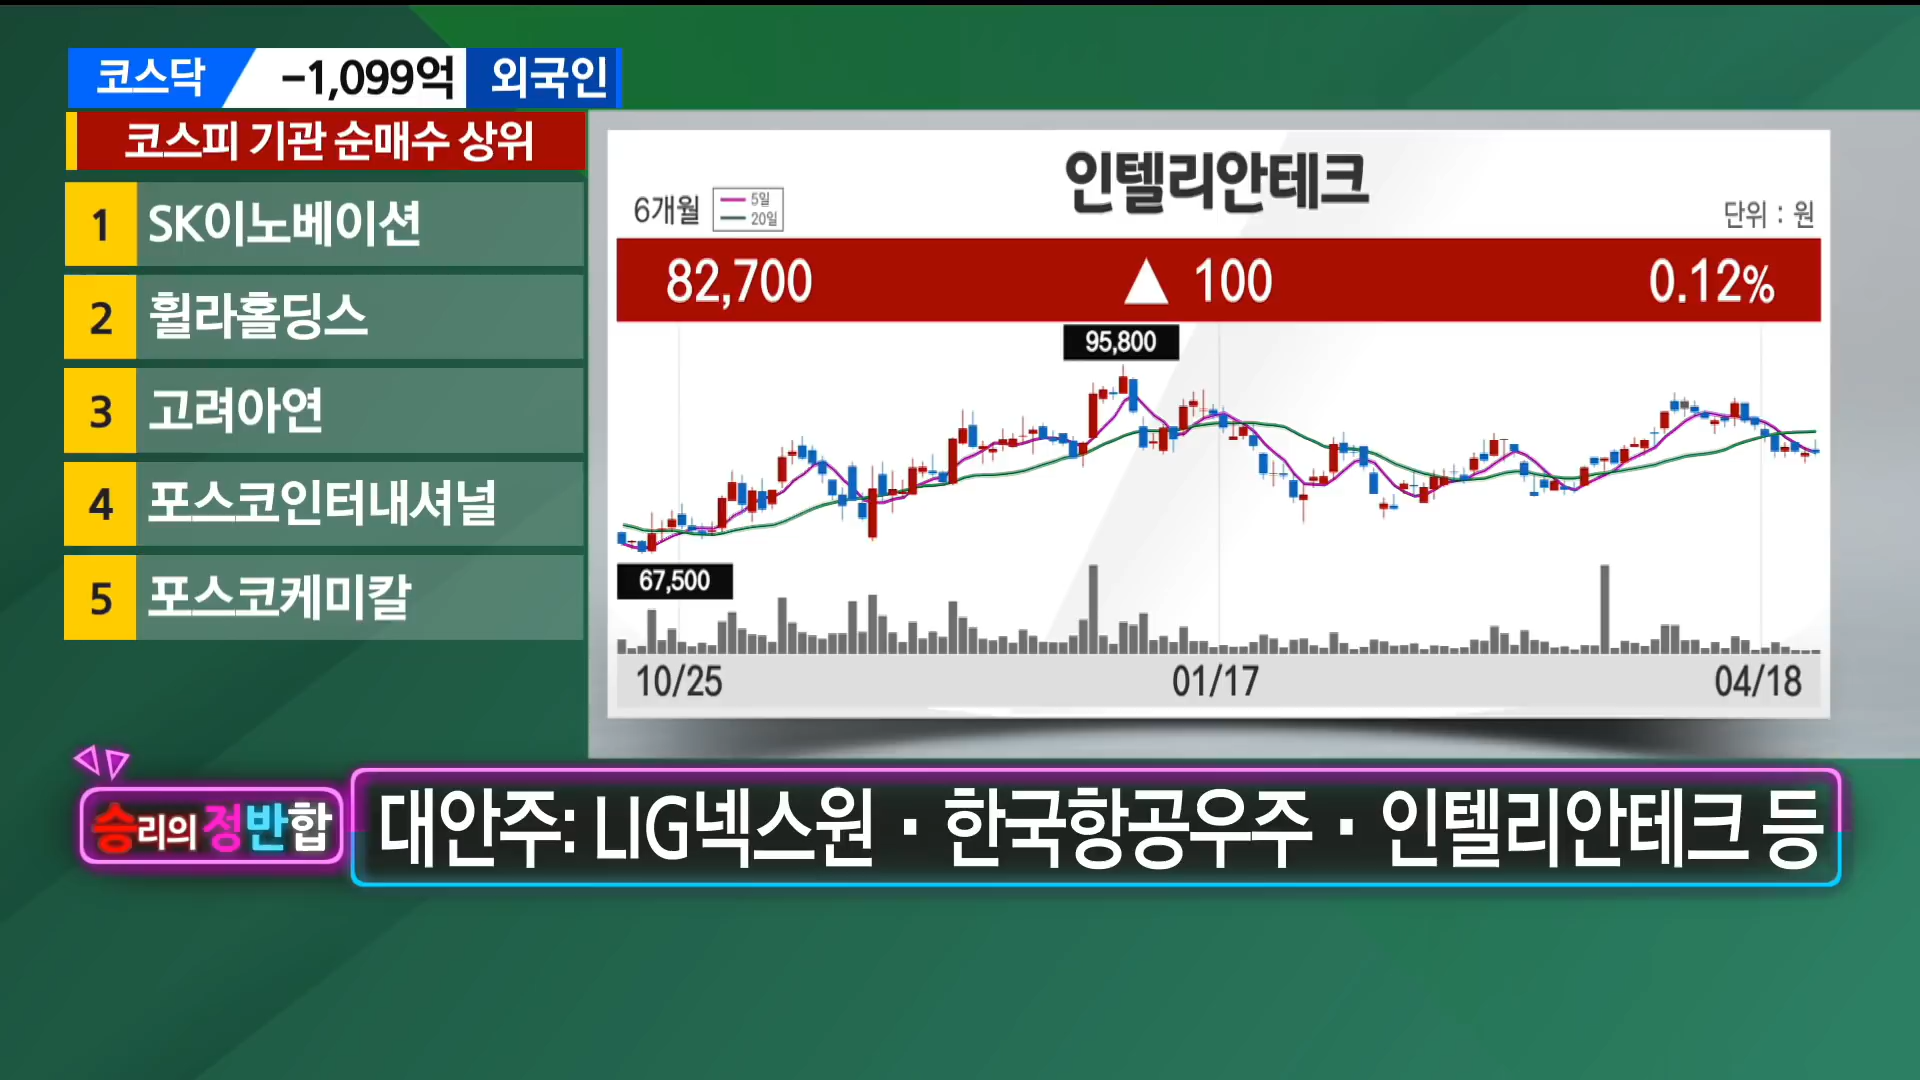 코스닥 -1,099억 외국인
코스피 기관 순매수 상위
1 SK이노베이션
2 휠라홀딩스
3 고려아연
4 포스코인터내셔널
5 포스코케미칼
인텔리안테크
6개월
5일
20일
단위 : 원
82,700 ▲ 100 0.12%
95,800
67,500
10/25 01/17 04/18
승리의 정반합
대안주: LIG넥스원 · 한국항공우주 · 인텔리안테크 등